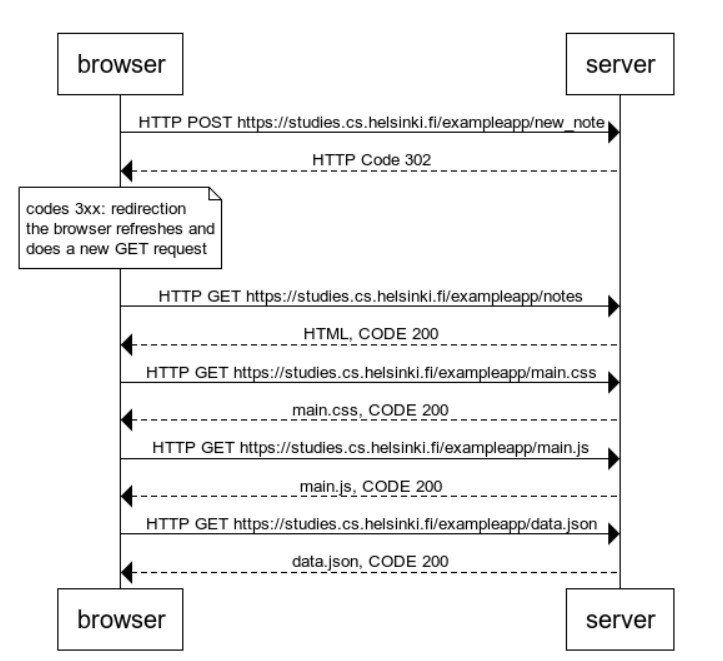 browser server
HTTP POST https://studies.cs.helsinki.fi/exampleapp/new_note
HTTP Code 302
codes 3xx: redirection
the browser refreshes and
does a new GET request
HTTP GET https://studies.cs.helsinki.fi/exampleapp/notes
HTML, CODE 200
HTTP GET https://studies.cs.helsinki.fi/exampleapp/main.css
main.css, CODE 200
HTTP GET https://studies.cs.helsinki.fi/exampleapp/main.js
main.js, CODE 200
HTTP GET https://studies.cs.helsinki.fi/exampleapp/data.json
data.json, CODE 200
browser server